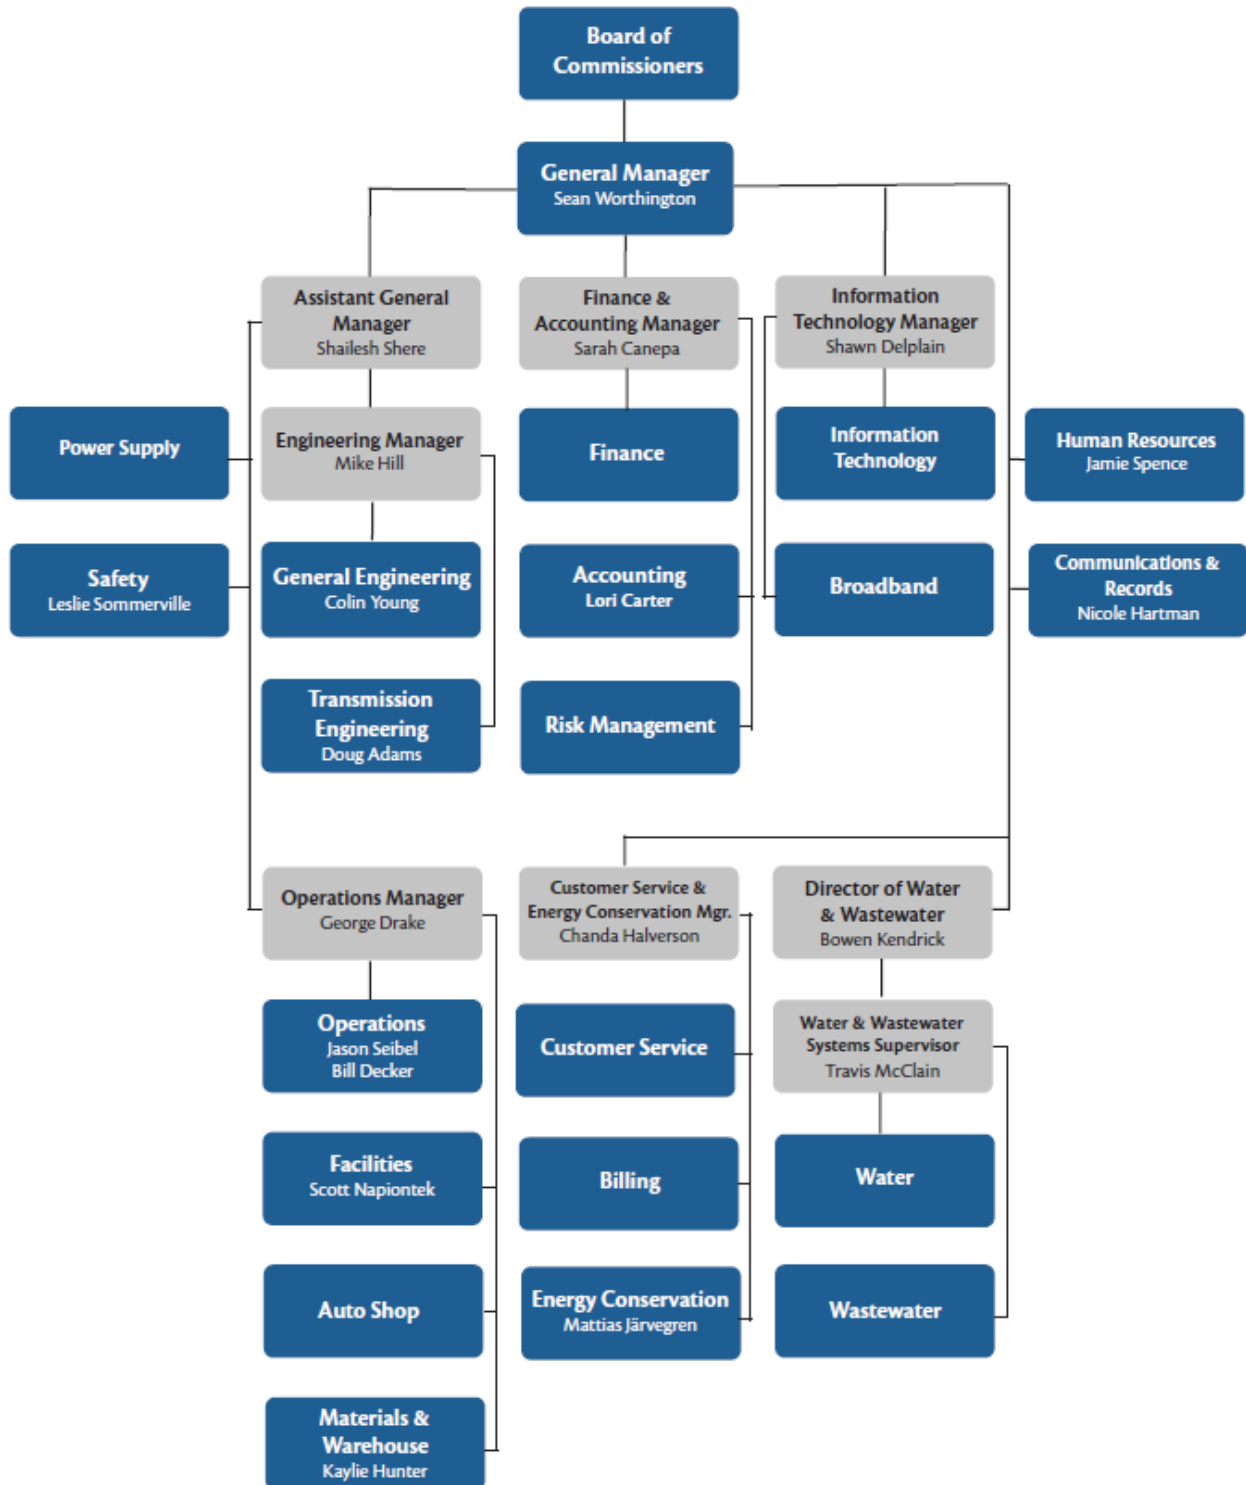 Board of
Commissioners
General Manager
Sean Worthington
Assistant General
Manager
Shailesh Shere
Finance &
Accounting Manager
Sarah Canepa
Information
Technology Manager
Shawn Delplain
Power Supply
Engineering Manager
Mike Hill
Finance
Information
Technology
Human Resources
Jamie Spence
Safety
Leslie Sommerville
General Engineering
Colin Young
Accounting
Lori Carter
Broadband
Communications &
Records
Nicole Hartman
Transmission
Engineering
Doug Adams
Risk Management
Operations Manager
George Drake
Customer Service &
Energy Conservation Mgr.
Chanda Halverson
Director of Water
& Wastewater
Bowen Kendrick
Operations
Jason Seibel
Bill Decker
Customer Service
Water & Wastewater
Systems Supervisor
Travis McClain
Facilities
Scott Napiontek
Billing
Water
Auto Shop
Energy Conservation
Mattias Järvegren
Wastewater
Materials &
Warehouse
Kaylie Hunter